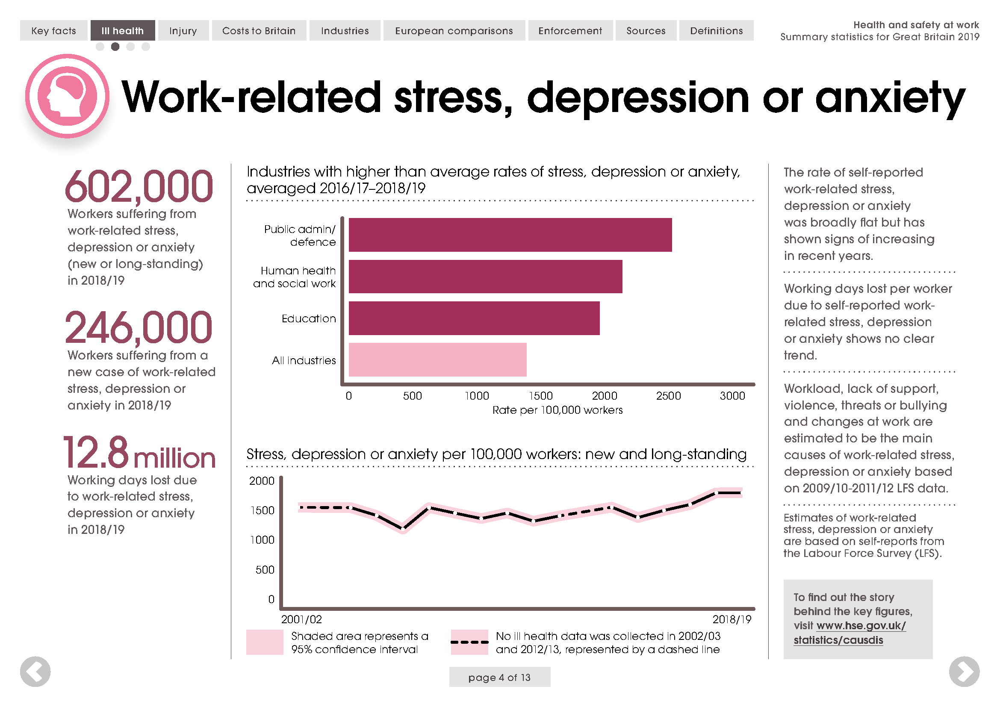 Key facts
Ill health
Injury
Costs to Britain
Industries
European comparisons
Enforcement
Sources
Definitions
Health and safety at work
Summary statistics for Great Britain 2019
Work-related stress, depression or anxiety
602,000
Workers suffering from
work-related stress,
depression or anxiety
(new or long-standing)
in 2018/19
246,000
Workers suffering from a
new case of work-related
stress, depression or
anxiety in 2018/19
12.8 million
Working days lost due
to work-related stress,
depression or anxiety
in 2018/19
Industries with higher than average rates of stress, depression or anxiety,
averaged 2016/17–2018/19
Public admin/
defence
Human health
and social work
Education
All industries
0 500 1000 1500 2000 2500 3000
Rate per 100,000 workers
Stress, depression or anxiety per 100,000 workers: new and long-standing
2000
1500
1000
500
0
2001/02 2018/19
Shaded area represents a
95% confidence interval
No ill health data was collected in 2002/03
and 2012/13, represented by a dashed line
The rate of self-reported
work-related stress,
depression or anxiety
was broadly flat but has
shown signs of increasing
in recent years.
Working days lost per worker
due to self-reported work-
related stress, depression
or anxiety shows no clear
trend.
Workload, lack of support,
violence, threats or bullying
and changes at work are
estimated to be the main
causes of work-related stress,
depression or anxiety based
on 2009/10-2011/12 LFS data.
Estimates of work-related
stress, depression or anxiety
are based on self-reports from
the Labour Force Survey (LFS).
To find out the story
behind the key figures,
visit www.hse.gov.uk/
statistics/causdis
page 4 of 13